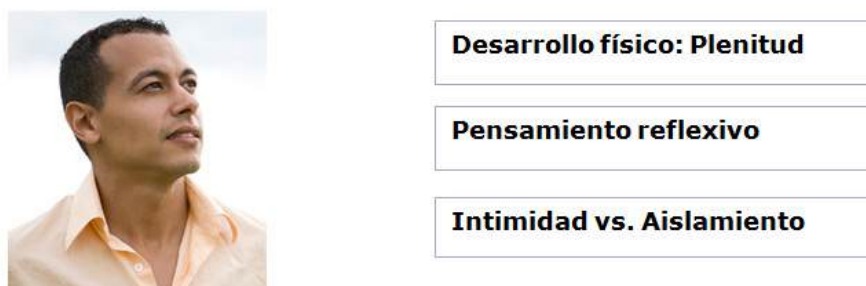 Desarrollo físico: Plenitud
Pensamiento reflexivo
Intimidad vs. Aislamiento